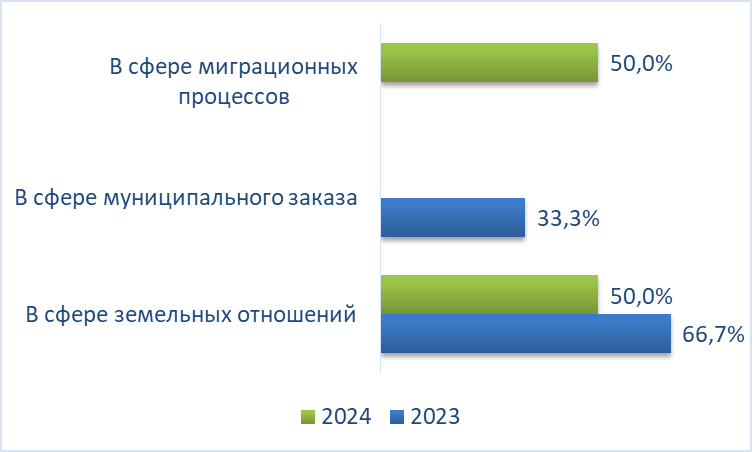 В сфере миграционных
процессов
50,0%
В сфере муниципального заказа
33,3%
В сфере земельных отношений
50,0%
66,7%
2024 2023